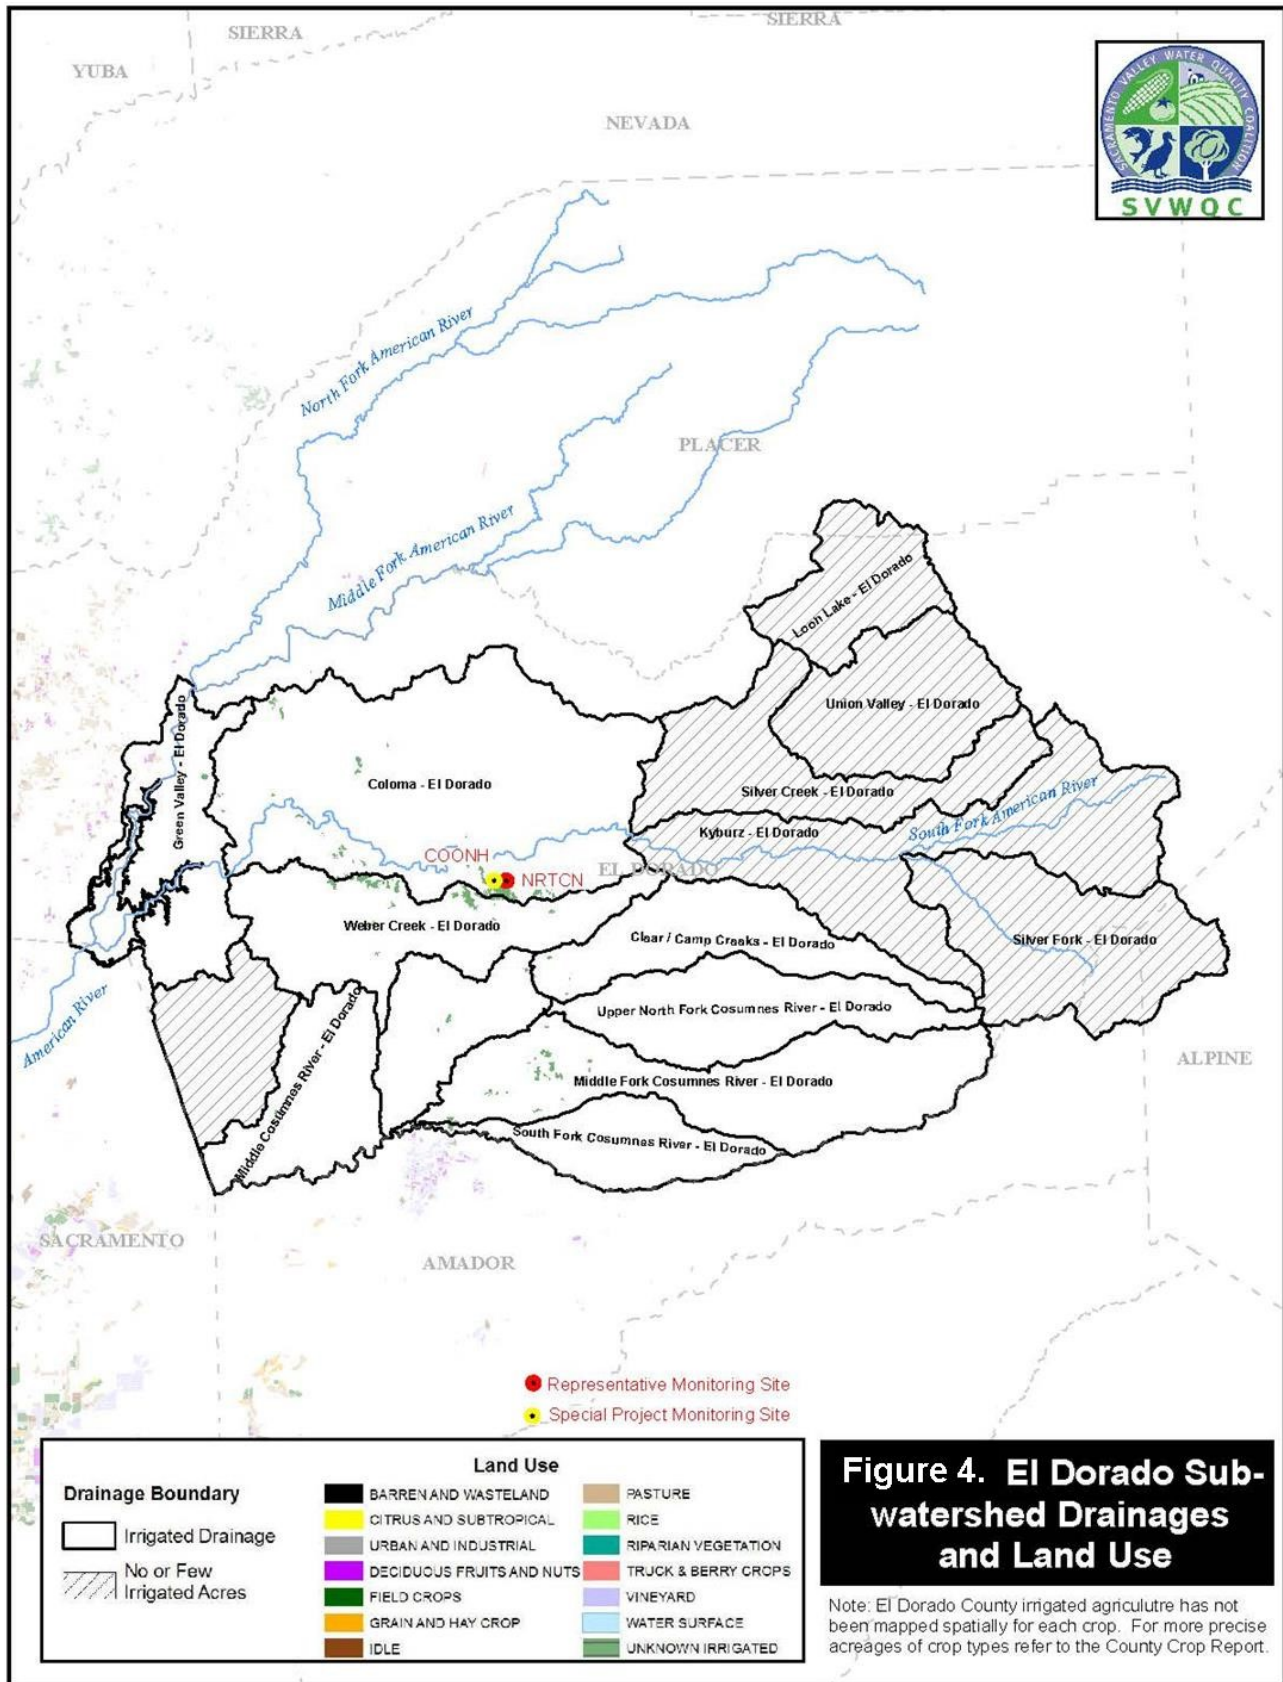 SIERRA
SIERRA
YUBA
NEVADA
SACRAMENTO VALLEY WATER QUALITY COALITION
SVWQC
North Fork American River
PLACER
Middle Fork American River
Looh Lake - El Dorado
Union Valley - El Dorado
Green Valley - El Dorado
Coloma - El Dorado
Silver Creek - El Dorado
South Fork American River
Kyburz - El Dorado
COONH
EL DORADO
NRTCN
Weber Creek - El Dorado
Clear / Camp Creeks - El Dorado
Silver Fork - El Dorado
American River
Upper North Fork Cosumnes River - El Dorado
Middle Cosumnes River - El Dorado
ALPINE
Middle Fork Cosumnes River - El Dorado
South Fork Cosumnes River - El Dorado
SACRAMENTO
AMADOR
Representative Monitoring Site
Special Project Monitoring Site
Drainage Boundary
Irrigated Drainage
No or Few
Irrigated Acres
Land Use
BARREN AND WASTELAND
CITRUS AND SUBTROPICAL
URBAN AND INDUSTRIAL
DECIDUOUS FRUITS AND NUTS
FIELD CROPS
GRAIN AND HAY CROP
IDLE
PASTURE
RICE
RIPARIAN VEGETATION
TRUCK & BERRY CROPS
VINEYARD
WATER SURFACE
UNKNOWN IRRIGATED
Figure 4. El Dorado Sub-
watershed Drainages
and Land Use
Note: El Dorado County irrigated agriculutre has not
been mapped spatially for each crop. For more precise
acreages of crop types refer to the County Crop Report.